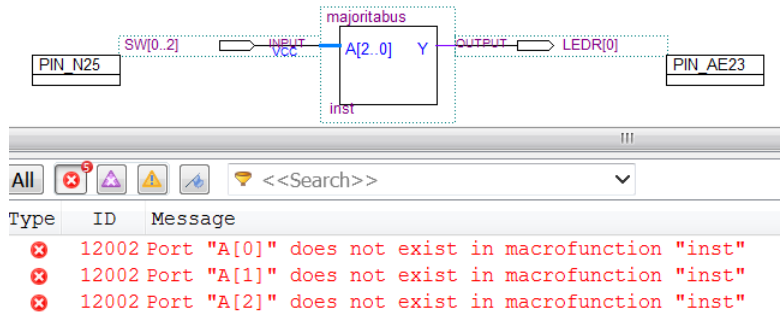 majoritabus
SW[0..2] INPUT VCC A[2..0] Y OUTPUT LEDR[0]
PIN_N25 PIN_AE23
inst
All 5 <<Search>>
Type ID Message
12002 Port "A[0]" does not exist in macrofunction "inst"
12002 Port "A[1]" does not exist in macrofunction "inst"
12002 Port "A[2]" does not exist in macrofunction "inst"